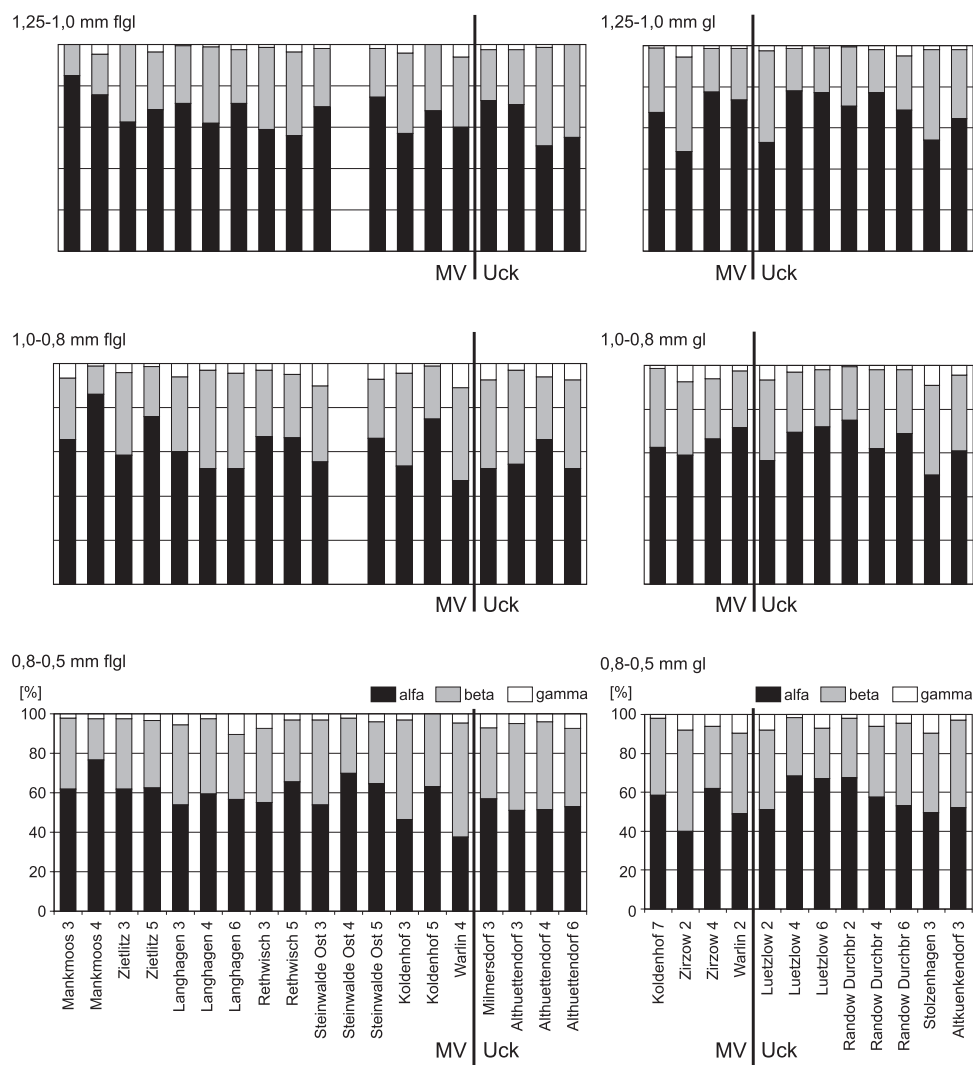 1,25-1,0 mm flgl
1,25-1,0 mm gl
MV Uck
MV Uck
1,0-0,8 mm flgl
1,0-0,8 mm gl
MV Uck
MV Uck
0,8-0,5 mm flgl
0,8-0,5 mm gl
[%]
alfa beta gamma
alfa beta gamma
100
80
60
40
20
0
100
80
60
40
20
0
Mankmoos 3
Mankmoos 4
Zietlitz 3
Zietlitz 5
Langhagen 3
Langhagen 4
Langhagen 6
Rethwisch 3
Rethwisch 5
Steinwalde Ost 3
Steinwalde Ost 4
Steinwalde Ost 5
Koldenhof 3
Koldenhof 5
Warlin 4
Milmersdorf 3
Althuettendorf 3
Althuettendorf 4
Althuettendorf 6
Koldenhof 7
Zirzow 2
Zirzow 4
Warlin 2
Luetzlow 2
Luetzlow 4
Luetzlow 6
Randow Durchbr 2
Randow Durchbr 4
Randow Durchbr 6
Stolzenhagen 3
Altkuenkendorf 3
MV Uck
MV Uck